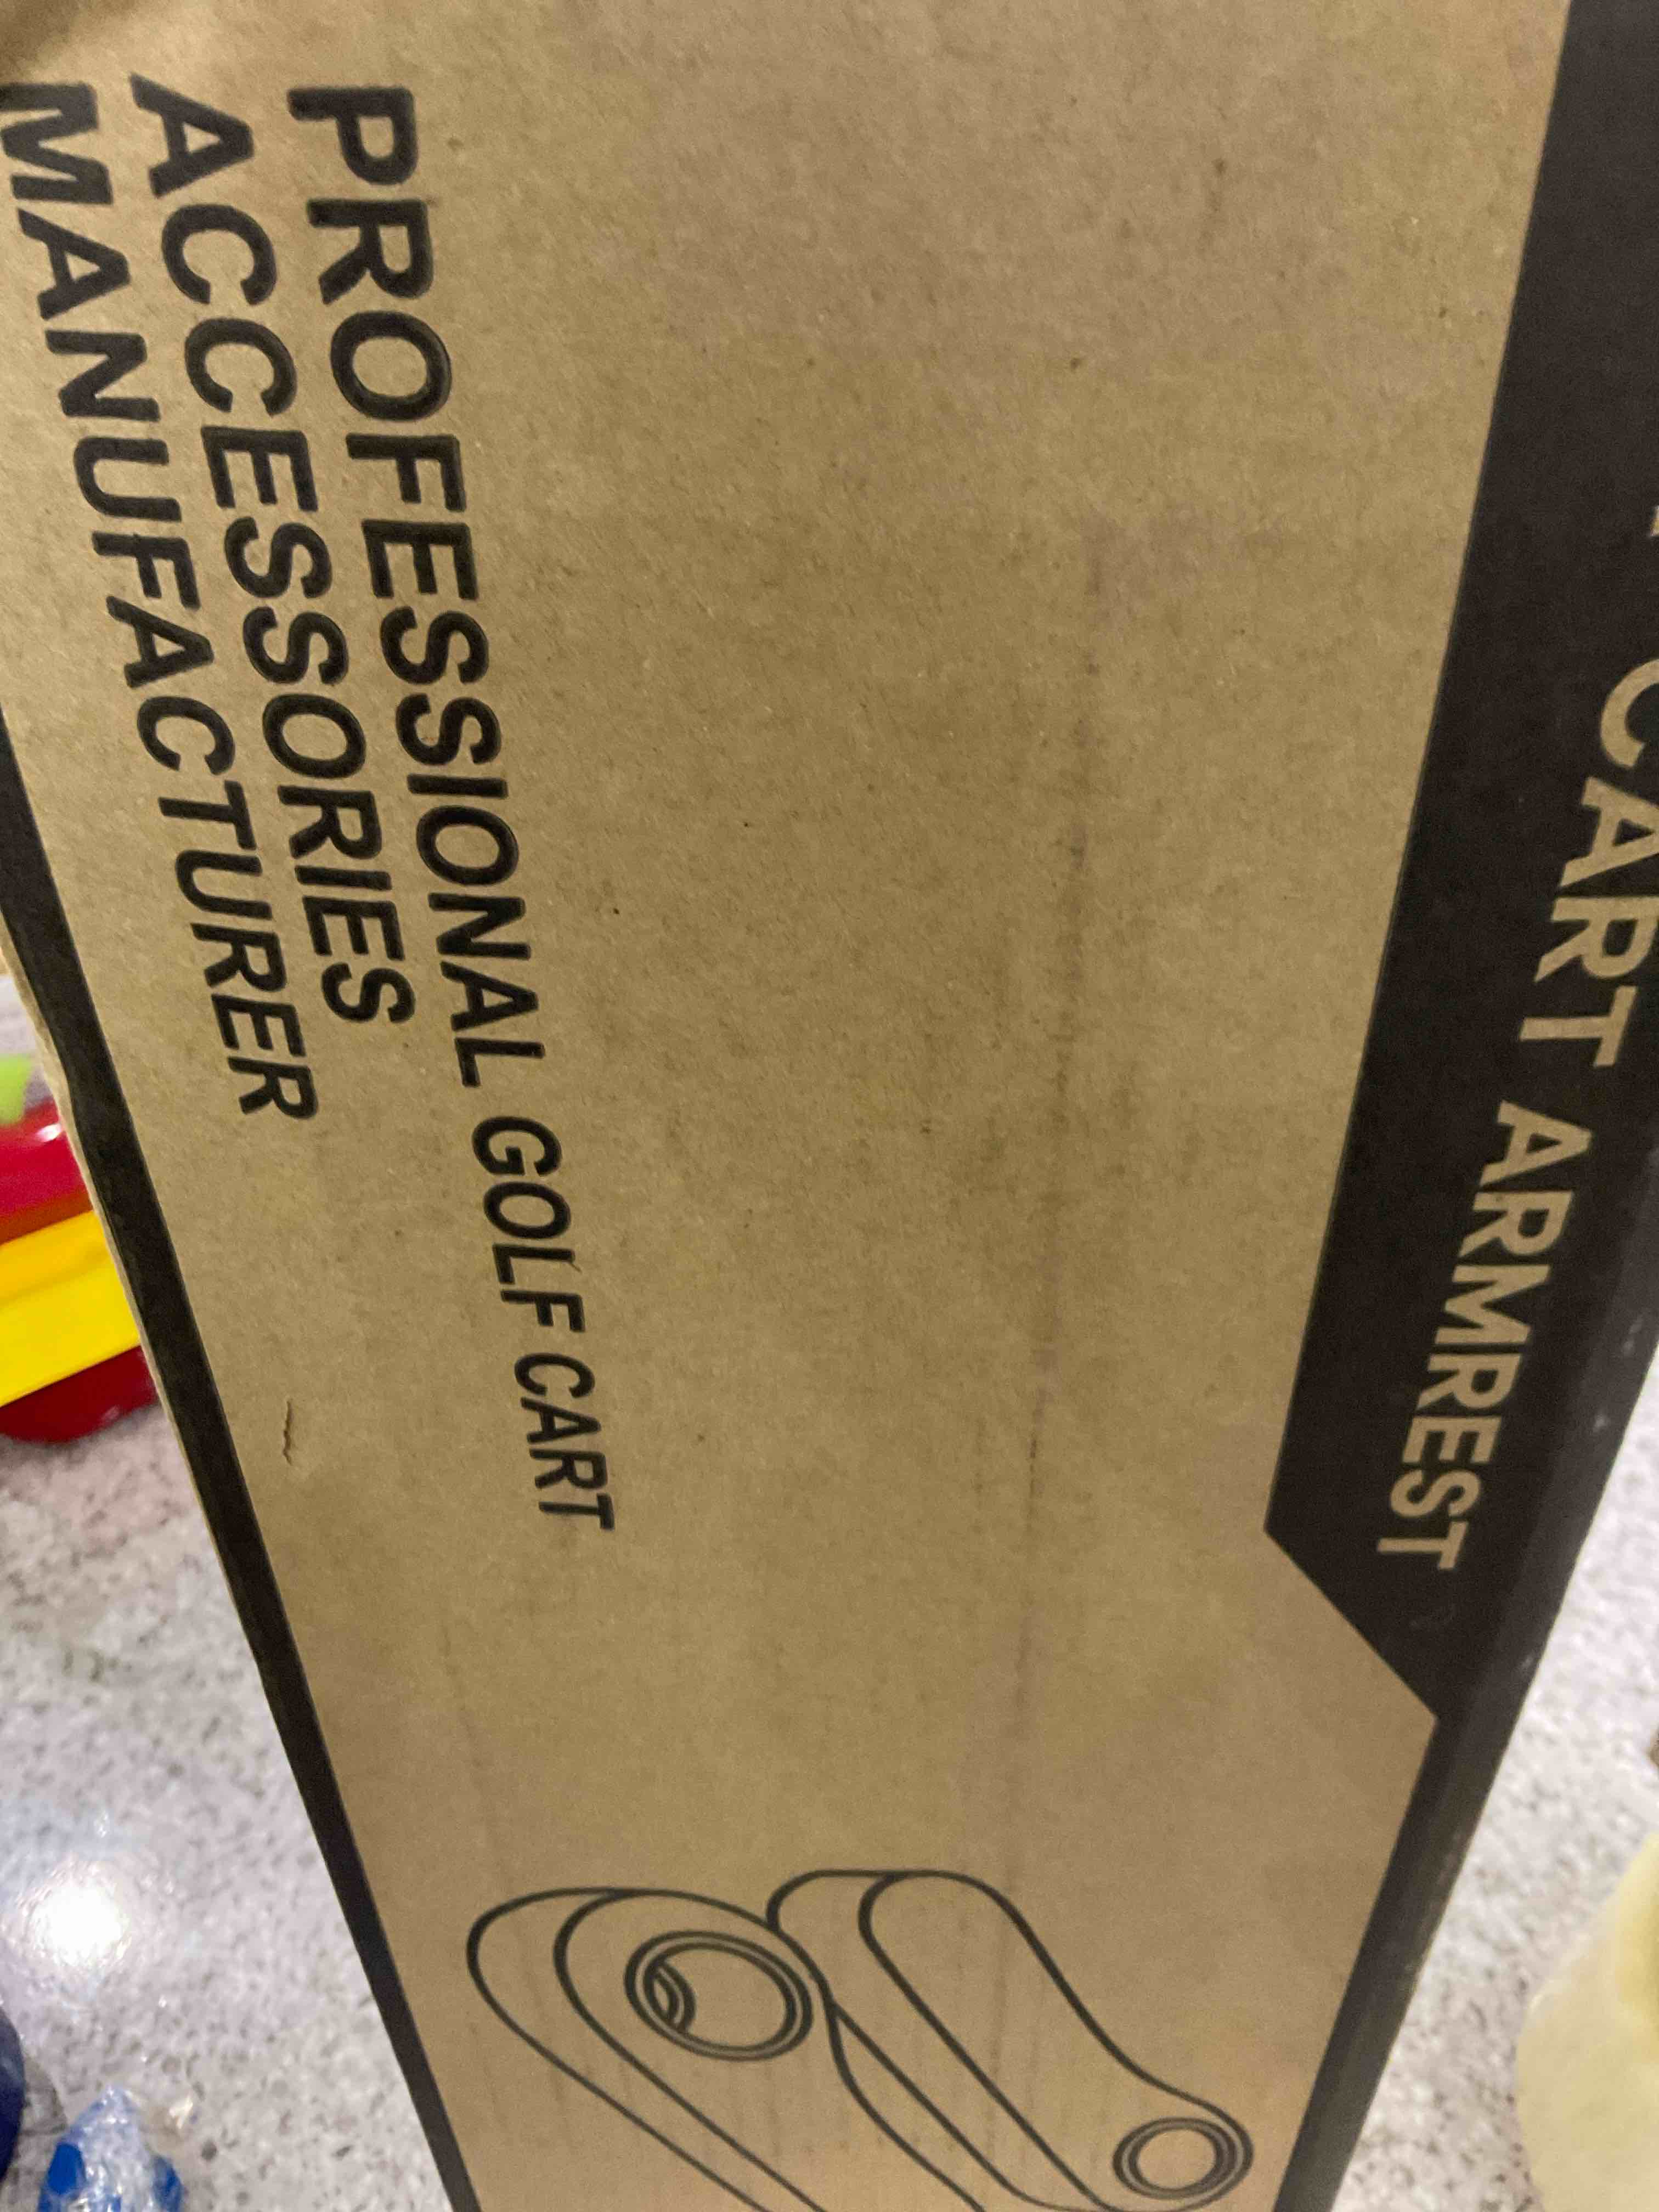 CART ARMREST
PROFESSIONAL GOLF CART
ACCESSORIES
MANUFACTURER